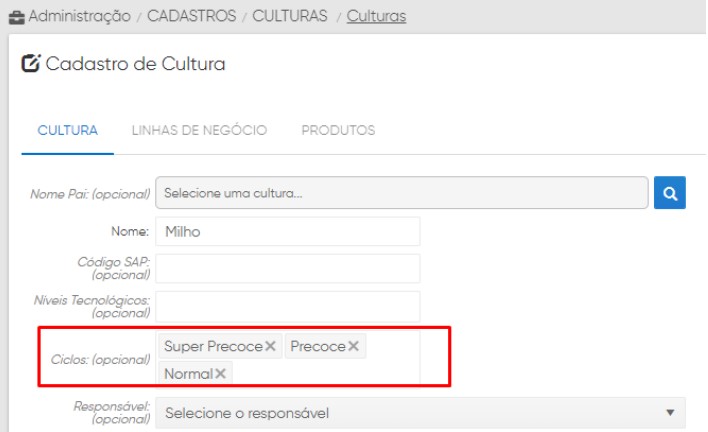 Administração / CADASTROS / CULTURAS / Culturas
Cadastro de Cultura
CULTURA LINHAS DE NEGÓCIO PRODUTOS
Nome Pai: (opcional) Selecione uma cultura...
Nome: Milho
Código SAP:
(opcional)
Níveis Tecnológicos:
(opcional)
Ciclos: (opcional) Super Precoce× Precoce×
Normal×
Responsável:
(opcional) Selecione o responsável